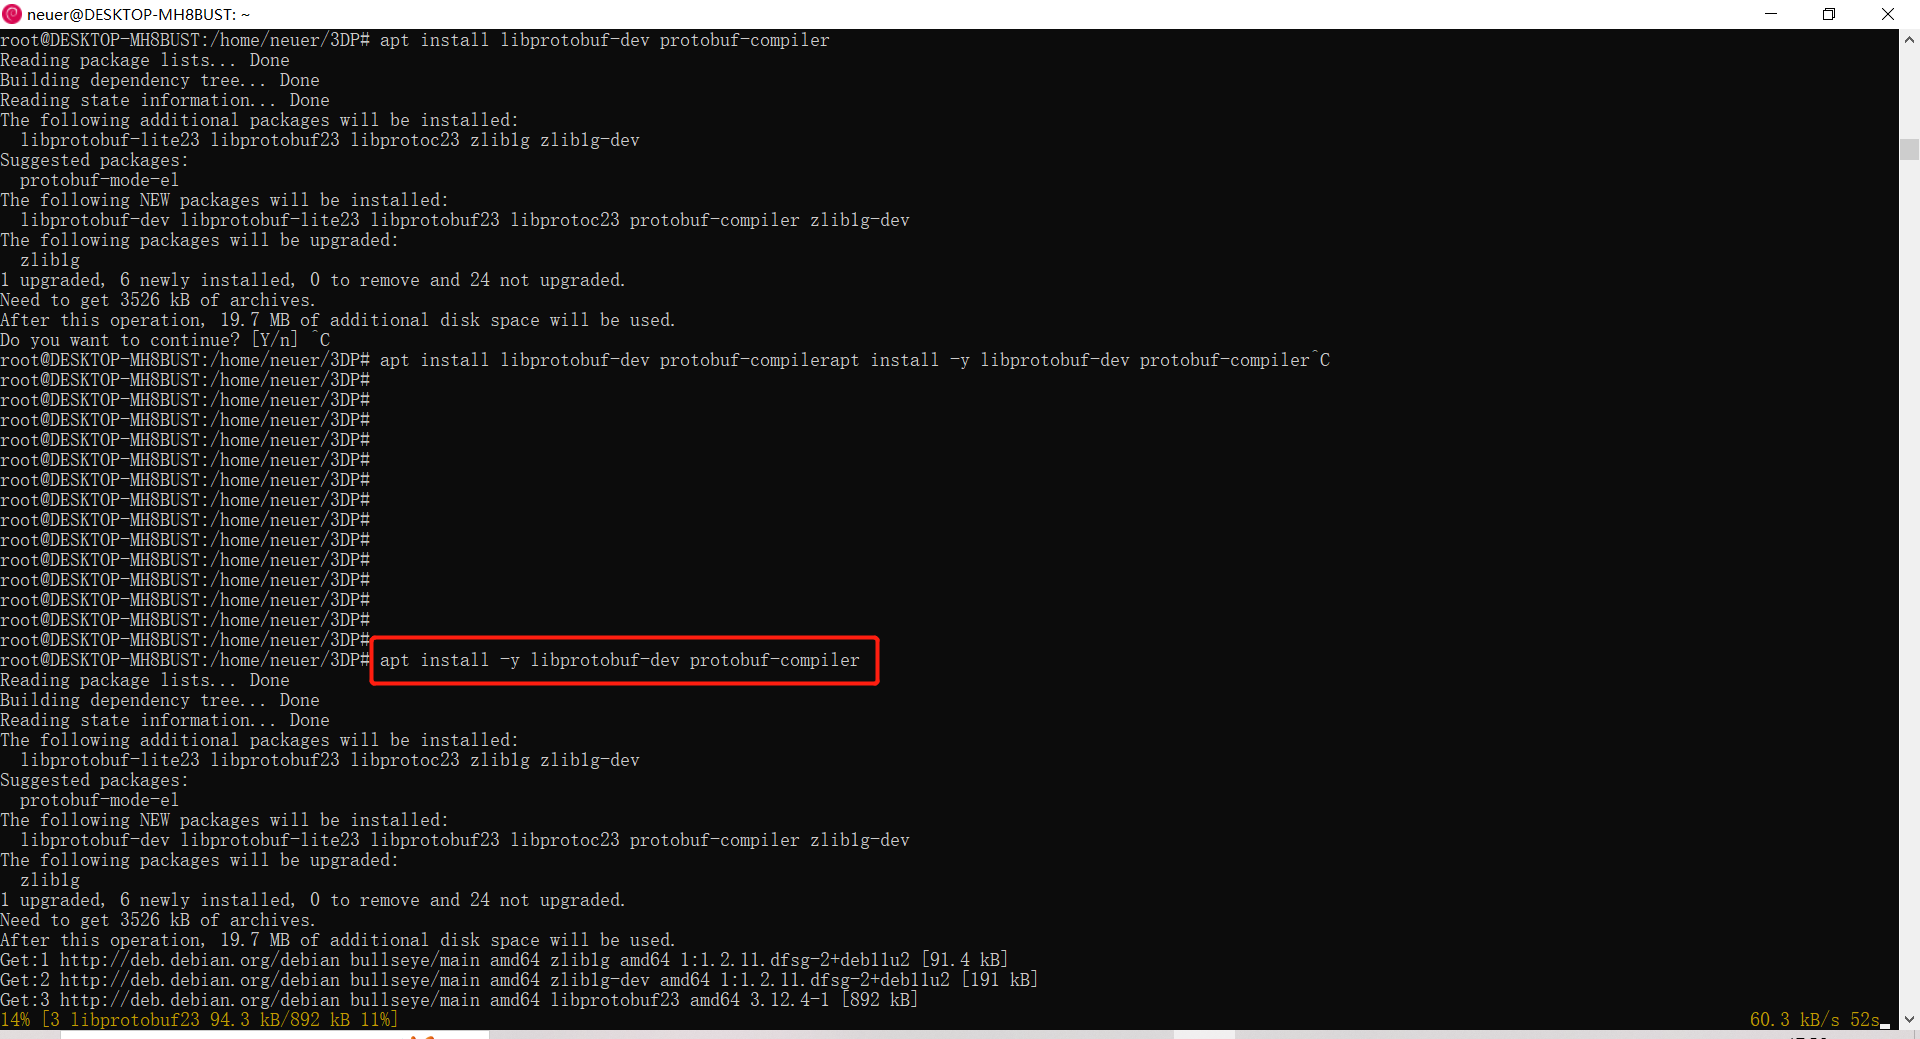 neuer@DESKTOP-MH8BUST: ~
root@DESKTOP-MH8BUST:/home/neuer/3DP# apt install libprotobuf-dev protobuf-compiler
Reading package lists... Done
Building dependency tree... Done
Reading state information... Done
The following additional packages will be installed:
  libprotobuf-lite23 libprotobuf23 libprotoc23 zlib1g zlib1g-dev
Suggested packages:
  protobuf-mode-el
The following NEW packages will be installed:
  libprotobuf-dev libprotobuf-lite23 libprotobuf23 libprotoc23 protobuf-compiler zlib1g-dev
The following packages will be upgraded:
  zlib1g
1 upgraded, 6 newly installed, 0 to remove and 24 not upgraded.
Need to get 3526 kB of archives.
After this operation, 19.7 MB of additional disk space will be used.
Do you want to continue? [Y/n] ^C
root@DESKTOP-MH8BUST:/home/neuer/3DP# apt install libprotobuf-dev protobuf-compilerapt install -y libprotobuf-dev protobuf-compiler^C
root@DESKTOP-MH8BUST:/home/neuer/3DP#
root@DESKTOP-MH8BUST:/home/neuer/3DP#
root@DESKTOP-MH8BUST:/home/neuer/3DP#
root@DESKTOP-MH8BUST:/home/neuer/3DP#
root@DESKTOP-MH8BUST:/home/neuer/3DP#
root@DESKTOP-MH8BUST:/home/neuer/3DP#
root@DESKTOP-MH8BUST:/home/neuer/3DP#
root@DESKTOP-MH8BUST:/home/neuer/3DP#
root@DESKTOP-MH8BUST:/home/neuer/3DP#
root@DESKTOP-MH8BUST:/home/neuer/3DP#
root@DESKTOP-MH8BUST:/home/neuer/3DP#
root@DESKTOP-MH8BUST:/home/neuer/3DP#
root@DESKTOP-MH8BUST:/home/neuer/3DP#
root@DESKTOP-MH8BUST:/home/neuer/3DP#
root@DESKTOP-MH8BUST:/home/neuer/3DP# apt install -y libprotobuf-dev protobuf-compiler
Reading package lists... Done
Building dependency tree... Done
Reading state information... Done
The following additional packages will be installed:
  libprotobuf-lite23 libprotobuf23 libprotoc23 zlib1g zlib1g-dev
Suggested packages:
  protobuf-mode-el
The following NEW packages will be installed:
  libprotobuf-dev libprotobuf-lite23 libprotobuf23 libprotoc23 protobuf-compiler zlib1g-dev
The following packages will be upgraded:
  zlib1g
1 upgraded, 6 newly installed, 0 to remove and 24 not upgraded.
Need to get 3526 kB of archives.
After this operation, 19.7 MB of additional disk space will be used.
Get:1 http://deb.debian.org/debian bullseye/main amd64 zlib1g amd64 1:1.2.11.dfsg-2+deb11u2 [91.4 kB]
Get:2 http://deb.debian.org/debian bullseye/main amd64 zlib1g-dev amd64 1:1.2.11.dfsg-2+deb11u2 [191 kB]
Get:3 http://deb.debian.org/debian bullseye/main amd64 libprotobuf23 amd64 3.12.4-1 [892 kB]
14% [3 libprotobuf23 94.3 kB/892 kB 11%] 60.3 kB/s 52s